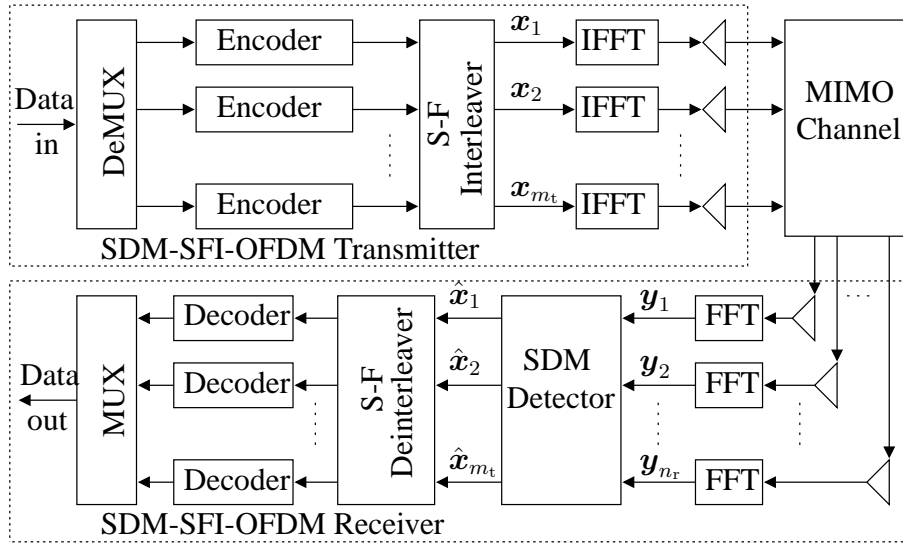 Data
in
DeMUX
Encoder
Encoder
Encoder
S-F
Interleaver
x₁
x₂
xₘₜ
IFFT
IFFT
IFFT
MIMO
Channel
SDM-SFI-OFDM Transmitter
Data
out
MUX
Decoder
Decoder
Decoder
S-F
Deinterleaver
x̂₁
x̂₂
x̂ₘₜ
SDM
Detector
y₁
y₂
yₙᵣ
FFT
FFT
FFT
SDM-SFI-OFDM Receiver